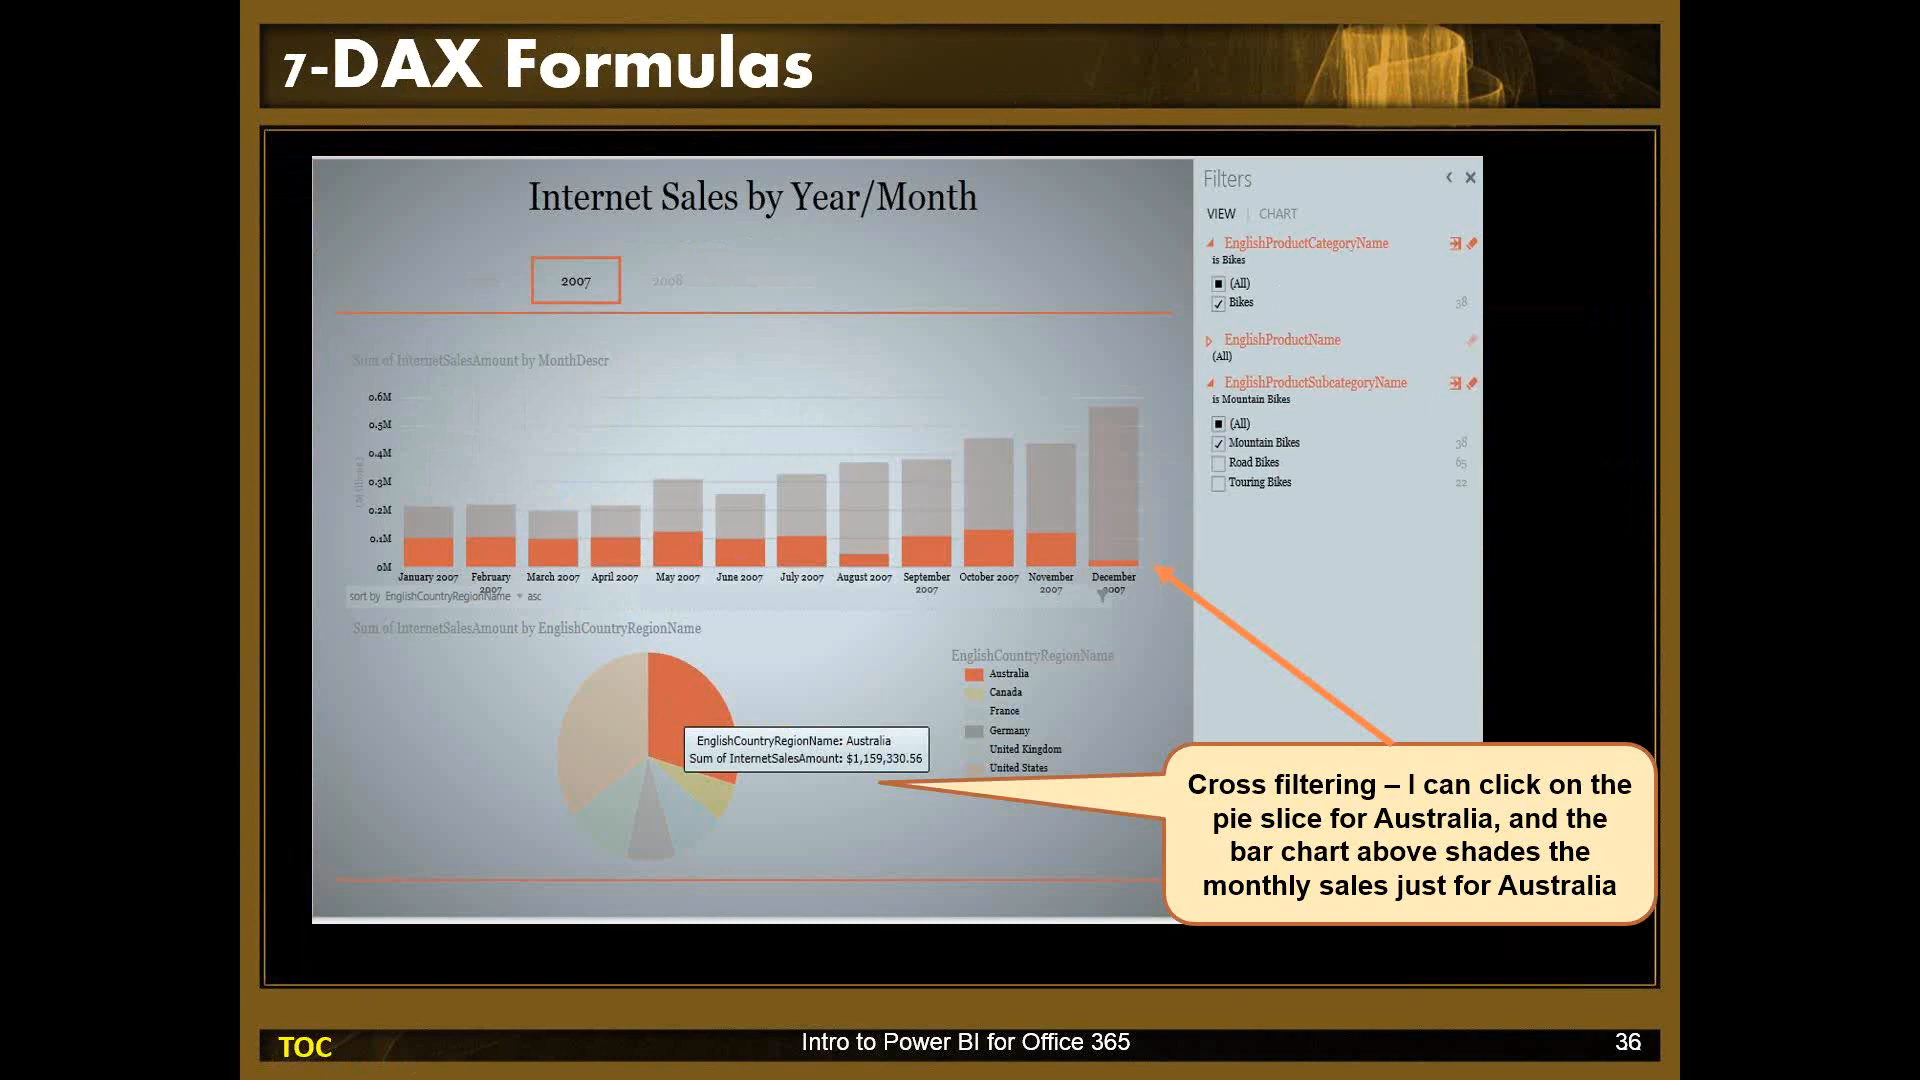 7-DAX Formulas
Internet Sales by Year/Month
2007
2008
Sum of InternetSalesAmount by MonthDescr
0.6M
0.5M
0.4M
0.3M
0.2M
0.1M
0M
January 2007
February 2007
March 2007
April 2007
May 2007
June 2007
July 2007
August 2007
September 2007
October 2007
November 2007
December 2007
sort by EnglishCountryRegionName asc
Sum of InternetSalesAmount by EnglishCountryRegionName
EnglishCountryRegionName: Australia
Sum of InternetSalesAmount: $1,159,330.56
EnglishCountryRegionName
Australia
Canada
France
Germany
United Kingdom
United States
Filters
VIEW | CHART
EnglishProductCategoryName
is Bikes
(All)
Bikes 38
EnglishProductName
(All)
EnglishProductSubcategoryName
is Mountain Bikes
(All)
Mountain Bikes 38
Road Bikes 65
Touring Bikes 22
Cross filtering – I can click on the
pie slice for Australia, and the
bar chart above shades the
monthly sales just for Australia
TOC
Intro to Power BI for Office 365
36